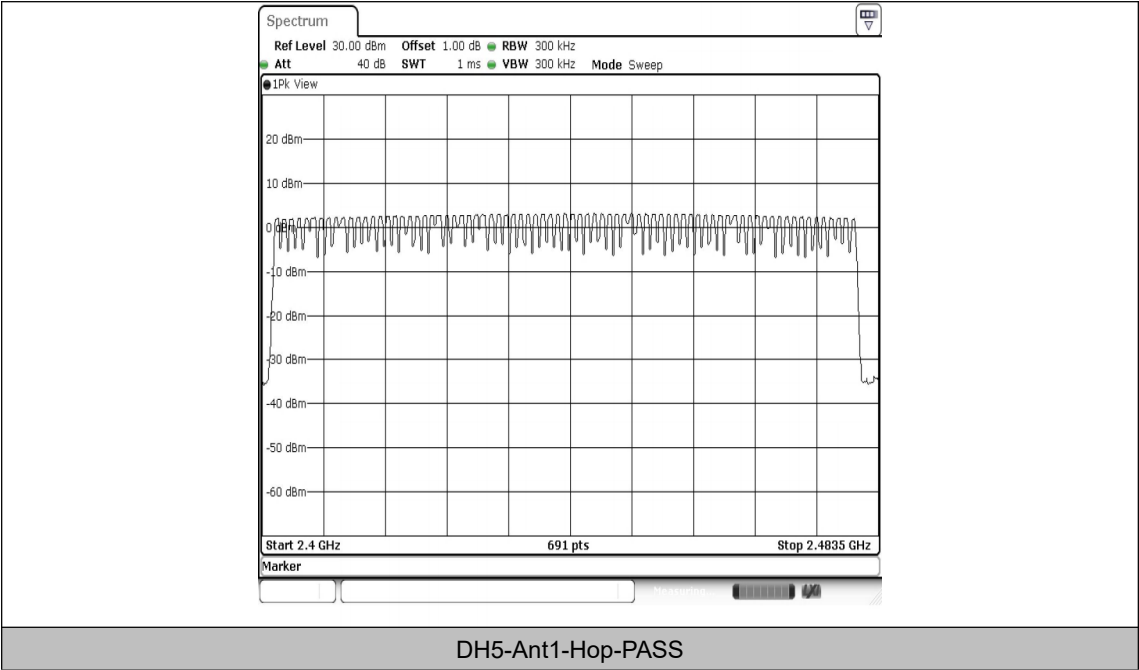 Spectrum
Ref Level 30.00 dBm Offset 1.00 dB RBW 300 kHz
Att 40 dB SWT 1 ms VBW 300 kHz Mode Sweep
1Pk View
20 dBm
10 dBm
0 dBm
-10 dBm
-20 dBm
-30 dBm
-40 dBm
-50 dBm
-60 dBm
Start 2.4 GHz 691 pts Stop 2.4835 GHz
Marker
Measuring
DH5-Ant1-Hop-PASS